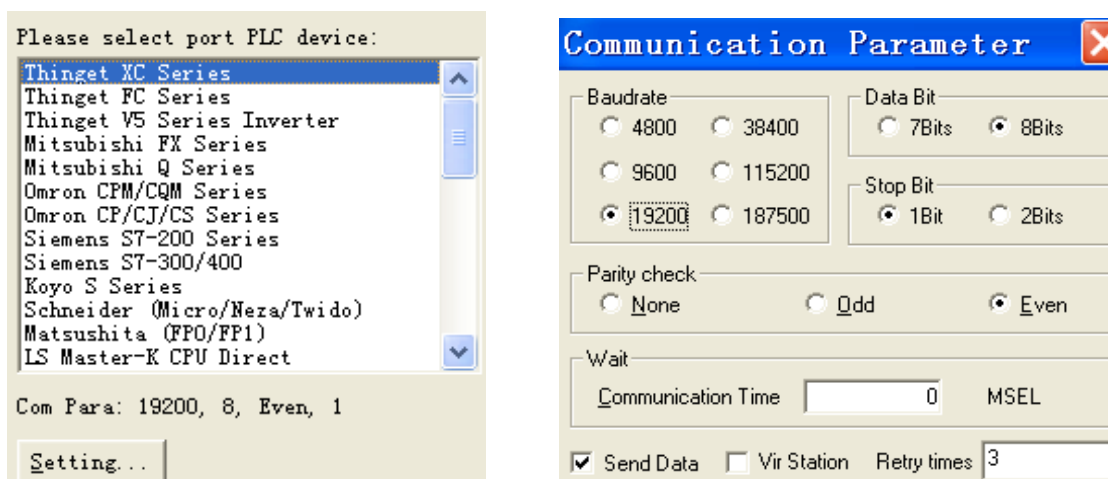 Please select port PLC device:
Thinget XC Series
Thinget FC Series
Thinget V5 Series Inverter
Mitsubishi FX Series
Mitsubishi Q Series
Omron CPM/CQM Series
Omron CP/CJ/CS Series
Siemens S7-200 Series
Siemens S7-300/400
Koyo S Series
Schneider (Micro/Neza/Twido)
Matsushita (FP0/FP1)
LS Master-K CPU Direct
Com Para: 19200, 8, Even, 1
Setting...
Communication Parameter
Baudrate
4800 38400
9600 115200
19200 187500
Data Bit
7Bits 8Bits
Stop Bit
1Bit 2Bits
Parity check
None Odd Even
Wait
Communication Time 0 MSEL
Send Data Vir Station Retry times 3